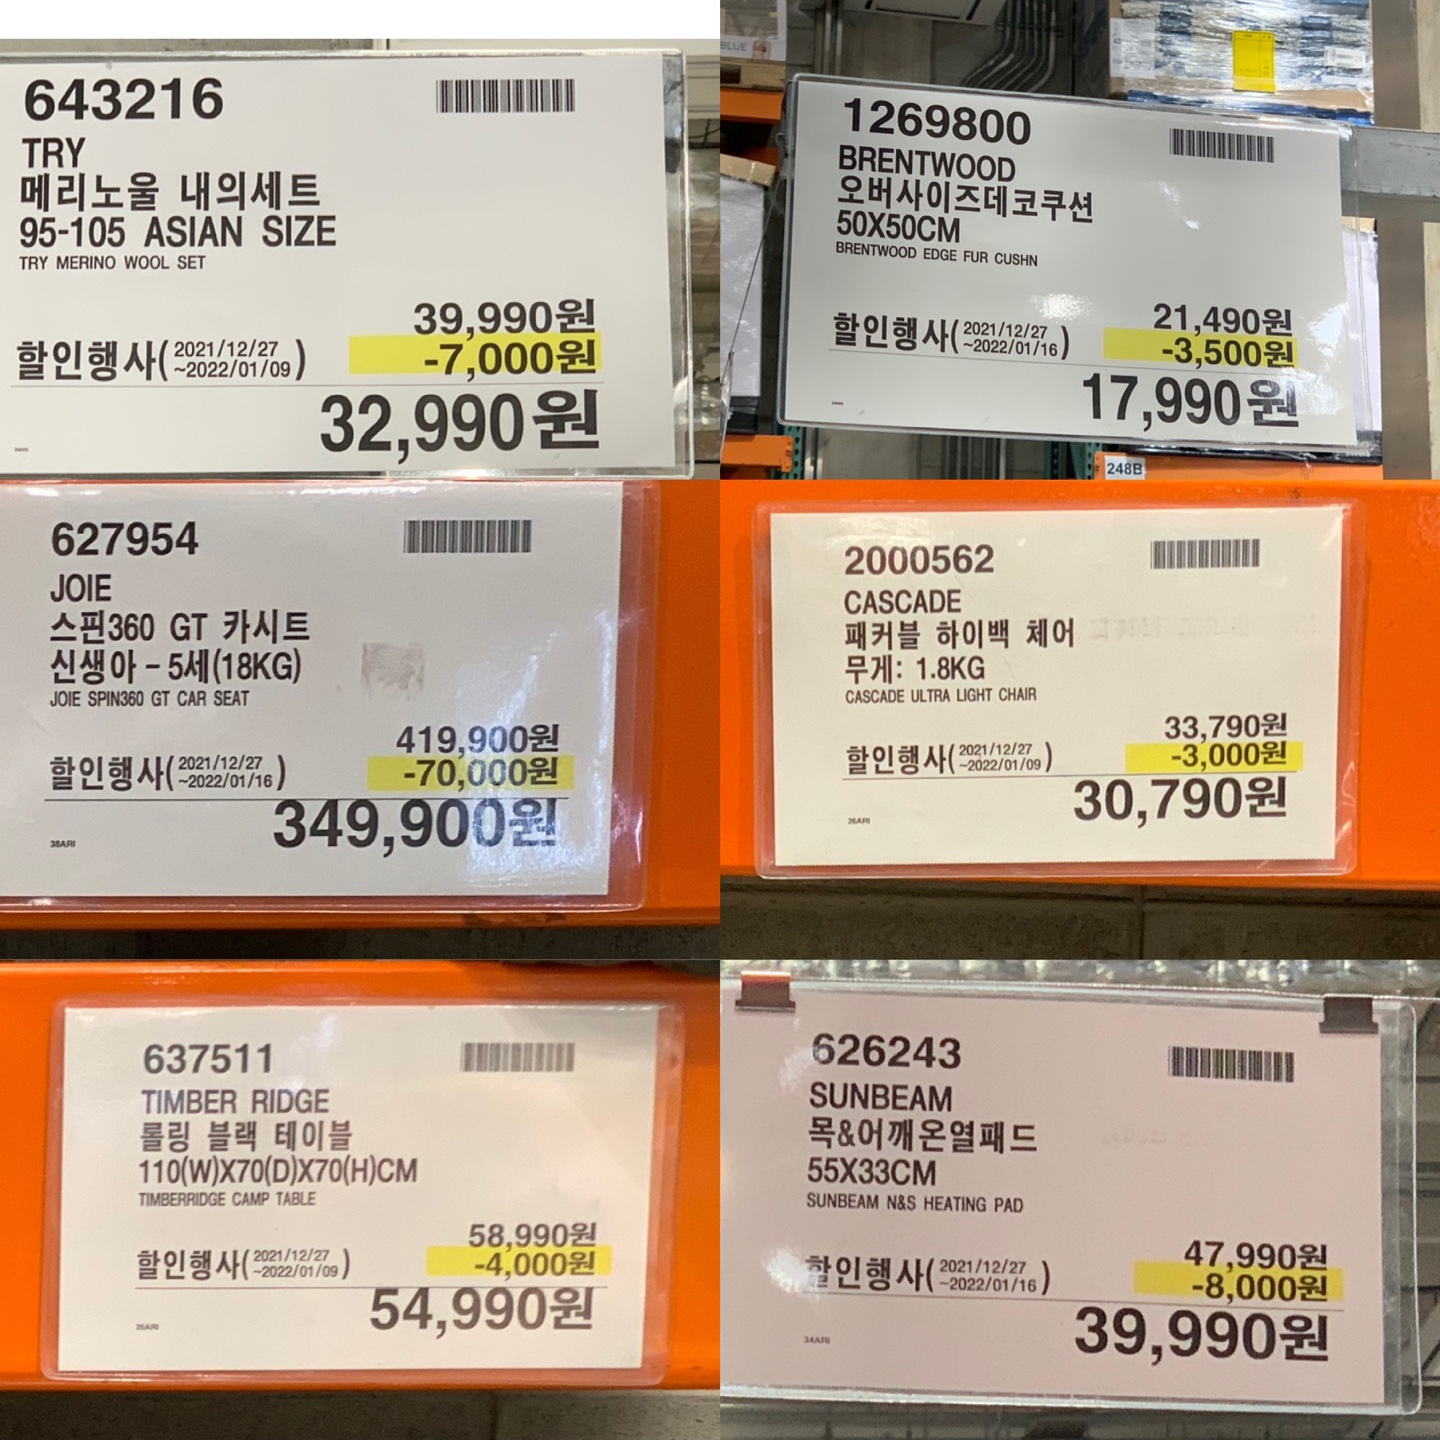 643216
TRY
메리노울 내의세트
95-105 ASIAN SIZE
TRY MERINO WOOL SET
39,990원
할인행사(2021/12/27 ~2022/01/09) -7,000원
32,990원
BLUE
1269800
BRENTWOOD
오버사이즈데코쿠션
50X50CM
BRENTWOOD EDGE FUR CUSHN
21,490원
할인행사(2021/12/27 ~2022/01/16) -3,500원
17,990원
248B
627954
JOIE
스핀360 GT 카시트
신생아 - 5세(18KG)
JOIE SPIN360 GT CAR SEAT
419,900원
할인행사(2021/12/27 ~2022/01/16) -70,000원
349,900원
38ARI
2000562
CASCADE
패커블 하이백 체어
무게: 1.8KG
CASCADE ULTRA LIGHT CHAIR
33,790원
할인행사(2021/12/27 ~2022/01/09) -3,000원
30,790원
26ARI
637511
TIMBER RIDGE
롤링 블랙 테이블
110(W)X70(D)X70(H)CM
TIMBERRIDGE CAMP TABLE
58,990원
할인행사(2021/12/27 ~2022/01/09) -4,000원
54,990원
626243
SUNBEAM
목&어깨온열패드
55X33CM
SUNBEAM N&S HEATING PAD
47,990원
할인행사(2021/12/27 ~2022/01/16) -8,000원
39,990원
34ARI